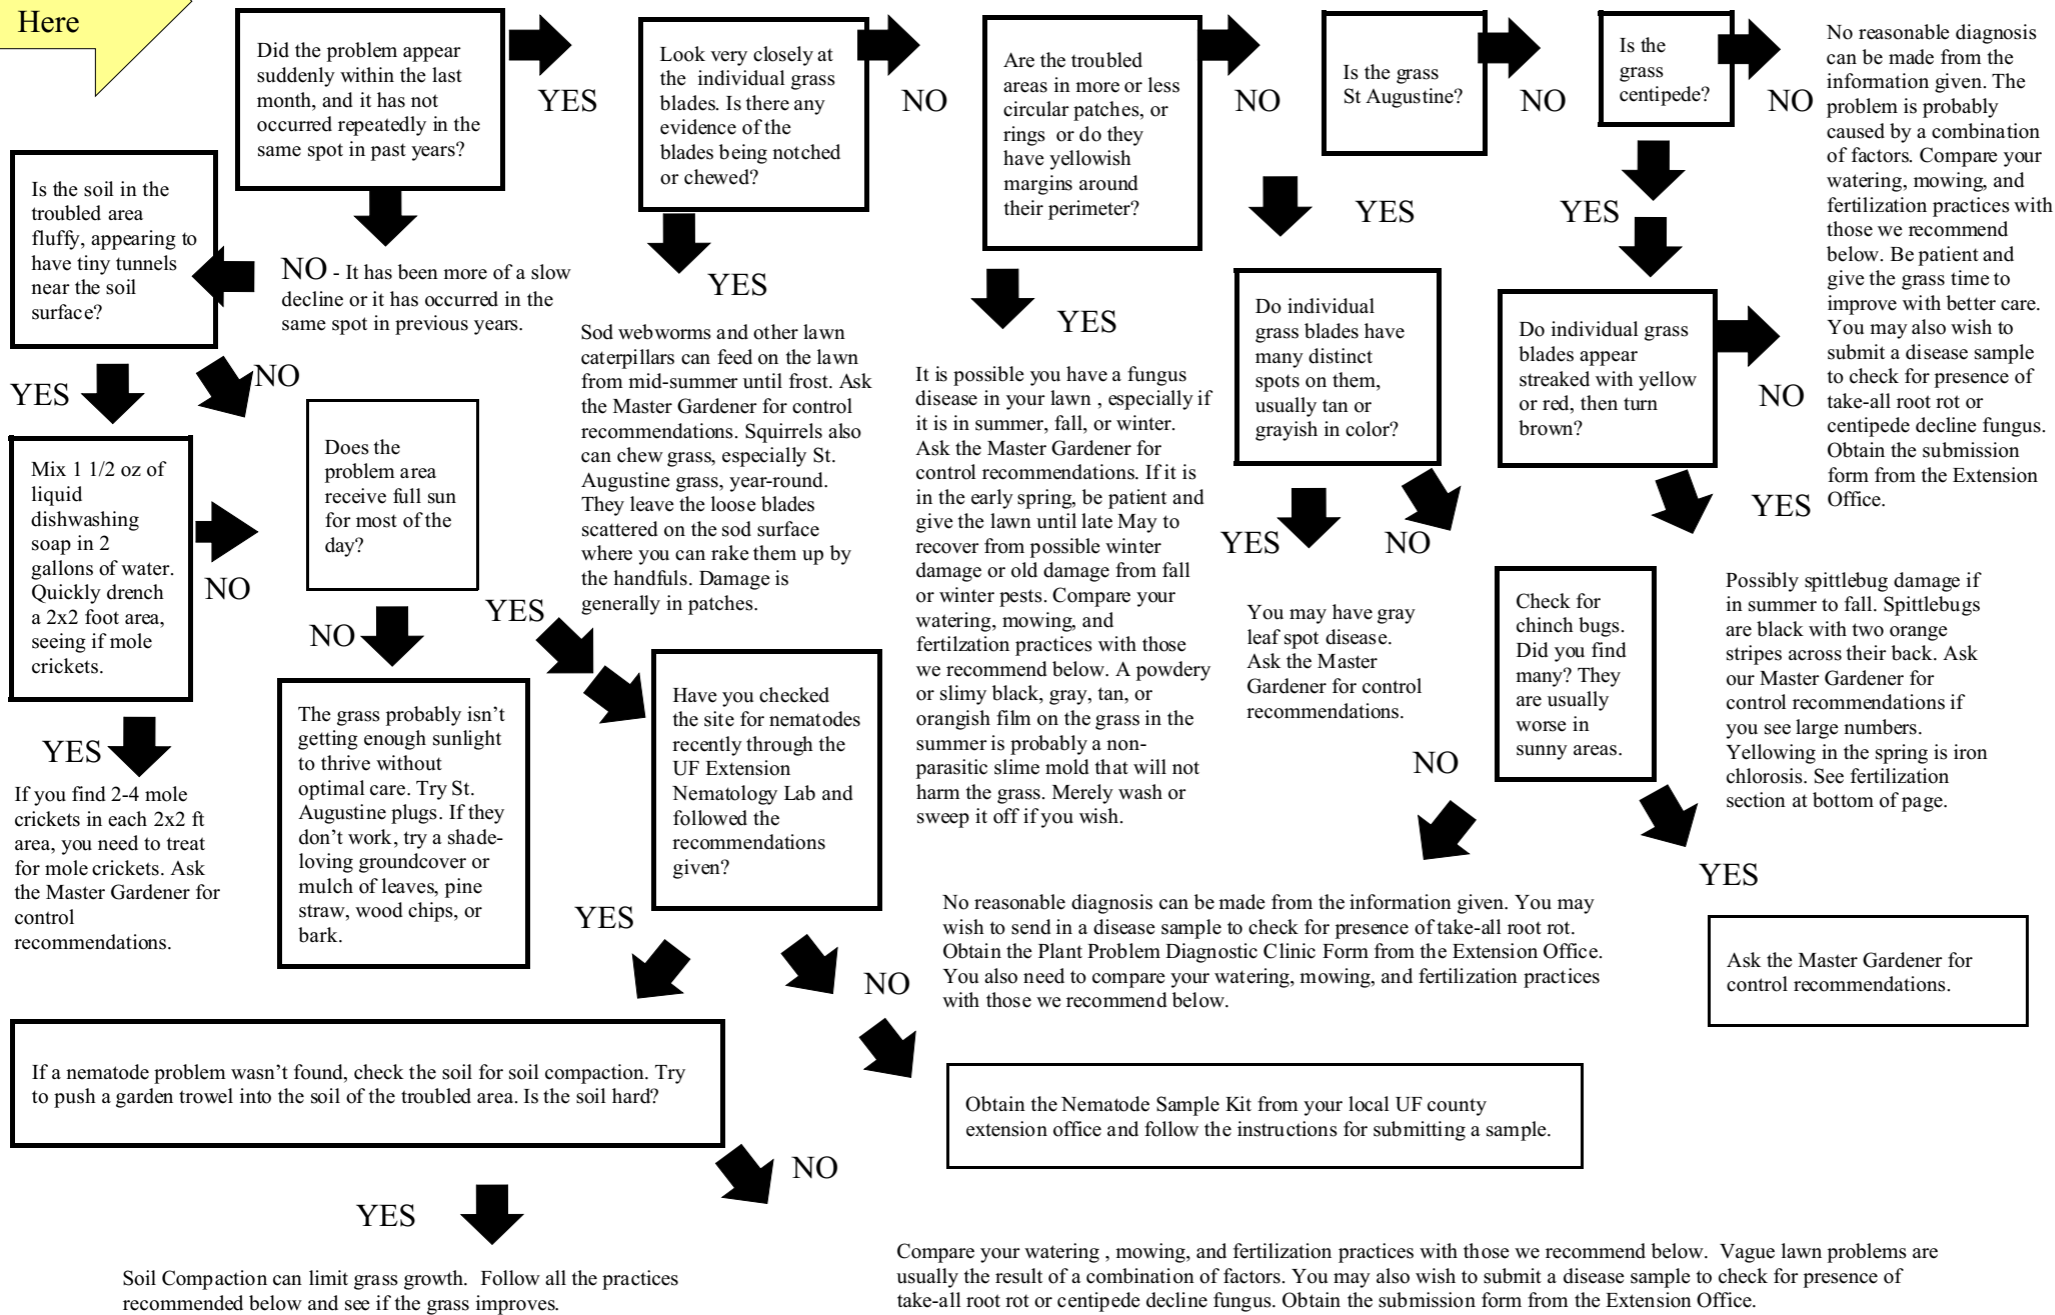 Here
Did the problem appear
suddenly within the last
month, and it has not
occurred repeatedly in the
same spot in past years?
YES
Look very closely at
the individual grass
blades. Is there any
evidence of the
blades being notched
or chewed?
NO
Are the troubled
areas in more or less
circular patches, or
rings or do they
have yellowish
margins around
their perimeter?
NO
Is the grass
St Augustine?
NO
Is the
grass
centipede?
NO
No reasonable diagnosis
can be made from the
information given. The
problem is probably
caused by a combination
of factors. Compare your
watering, mowing, and
fertilization practices with
those we recommend
below. Be patient and
give the grass time to
improve with better care.
You may also wish to
submit a disease sample
to check for presence of
take-all root rot or
centipede decline fungus.
Obtain the submission
form from the Extension
Office.
Is the soil in the
troubled area
fluffy, appearing to
have tiny tunnels
near the soil
surface?
NO - It has been more of a slow
decline or it has occurred in the
same spot in previous years.
YES
YES
YES
YES
Sod webworms and other lawn
caterpillars can feed on the lawn
from mid-summer until frost. Ask
the Master Gardener for control
recommendations. Squirrels also
can chew grass, especially St.
Augustine grass, year-round.
They leave the loose blades
scattered on the sod surface
where you can rake them up by
the handfuls. Damage is
generally in patches.
It is possible you have a fungus
disease in your lawn , especially if
it is in summer, fall, or winter.
Ask the Master Gardener for
control recommendations. If it is
in the early spring, be patient and
give the lawn until late May to
recover from possible winter
damage or old damage from fall
or winter pests. Compare your
watering, mowing, and
fertilzation practices with those
we recommend below. A powdery
or slimy black, gray, tan, or
orangish film on the grass in the
summer is probably a non-
parasitic slime mold that will not
harm the grass. Merely wash or
sweep it off if you wish.
Do individual
grass blades have
many distinct
spots on them,
usually tan or
grayish in color?
Do individual grass
blades appear
streaked with yellow
or red, then turn
brown?
NO
YES
YES
NO
YES
NO
Mix 1 1/2 oz of
liquid
dishwashing
soap in 2
gallons of water.
Quickly drench
a 2x2 foot area,
seeing if mole
crickets.
NO
Does the
problem area
receive full sun
for most of the
day?
NO
YES
You may have gray
leaf spot disease.
Ask the Master
Gardener for control
recommendations.
Check for
chinch bugs.
Did you find
many? They
are usually
worse in
sunny areas.
Possibly spittlebug damage if
in summer to fall. Spittlebugs
are black with two orange
stripes across their back. Ask
our Master Gardener for
control recommendations if
you see large numbers.
Yellowing in the spring is iron
chlorosis. See fertilization
section at bottom of page.
YES
If you find 2-4 mole
crickets in each 2x2 ft
area, you need to treat
for mole crickets. Ask
the Master Gardener for
control
recommendations.
The grass probably isn’t
getting enough sunlight
to thrive without
optimal care. Try St.
Augustine plugs. If they
don’t work, try a shade-
loving groundcover or
mulch of leaves, pine
straw, wood chips, or
bark.
Have you checked
the site for nematodes
recently through the
UF Extension
Nematology Lab and
followed the
recommendations
given?
NO
YES
YES
NO
No reasonable diagnosis can be made from the information given. You may
wish to send in a disease sample to check for presence of take-all root rot.
Obtain the Plant Problem Diagnostic Clinic Form from the Extension Office.
You also need to compare your watering, mowing, and fertilization practices
with those we recommend below.
Ask the Master Gardener for
control recommendations.
If a nematode problem wasn’t found, check the soil for soil compaction. Try
to push a garden trowel into the soil of the troubled area. Is the soil hard?
Obtain the Nematode Sample Kit from your local UF county
extension office and follow the instructions for submitting a sample.
YES
NO
Soil Compaction can limit grass growth. Follow all the practices
recommended below and see if the grass improves.
Compare your watering , mowing, and fertilization practices with those we recommend below. Vague lawn problems are
usually the result of a combination of factors. You may also wish to submit a disease sample to check for presence of
take-all root rot or centipede decline fungus. Obtain the submission form from the Extension Office.